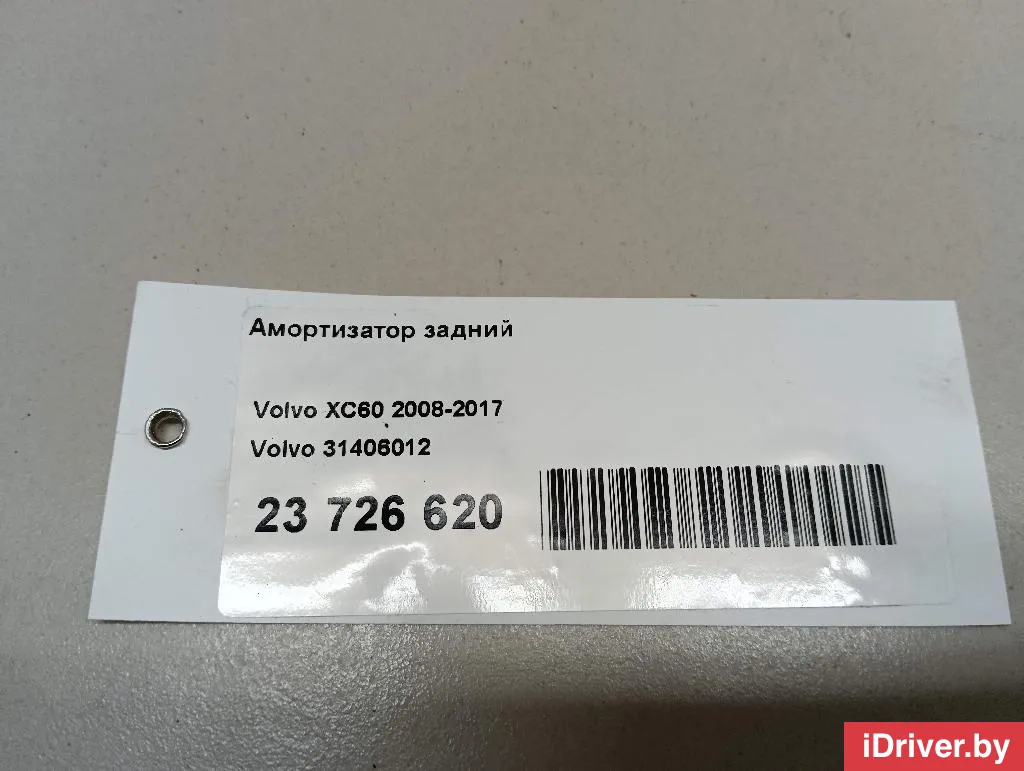 Амортизатор задний
Volvo XC60 2008-2017
Volvo 31406012
23 726 620
iDriver.by